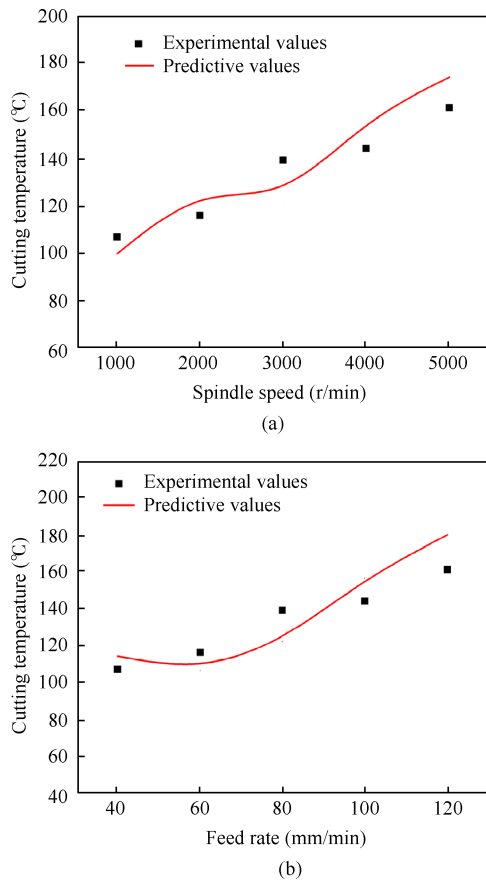 200
180
160
140
120
100
80
60
Cutting temperature (℃)
Experimental values
Predictive values
1000 2000 3000 4000 5000
Spindle speed (r/min)
(a)
220
200
180
160
140
120
100
80
60
40
Cutting temperature (℃)
Experimental values
Predictive values
40 60 80 100 120
Feed rate (mm/min)
(b)